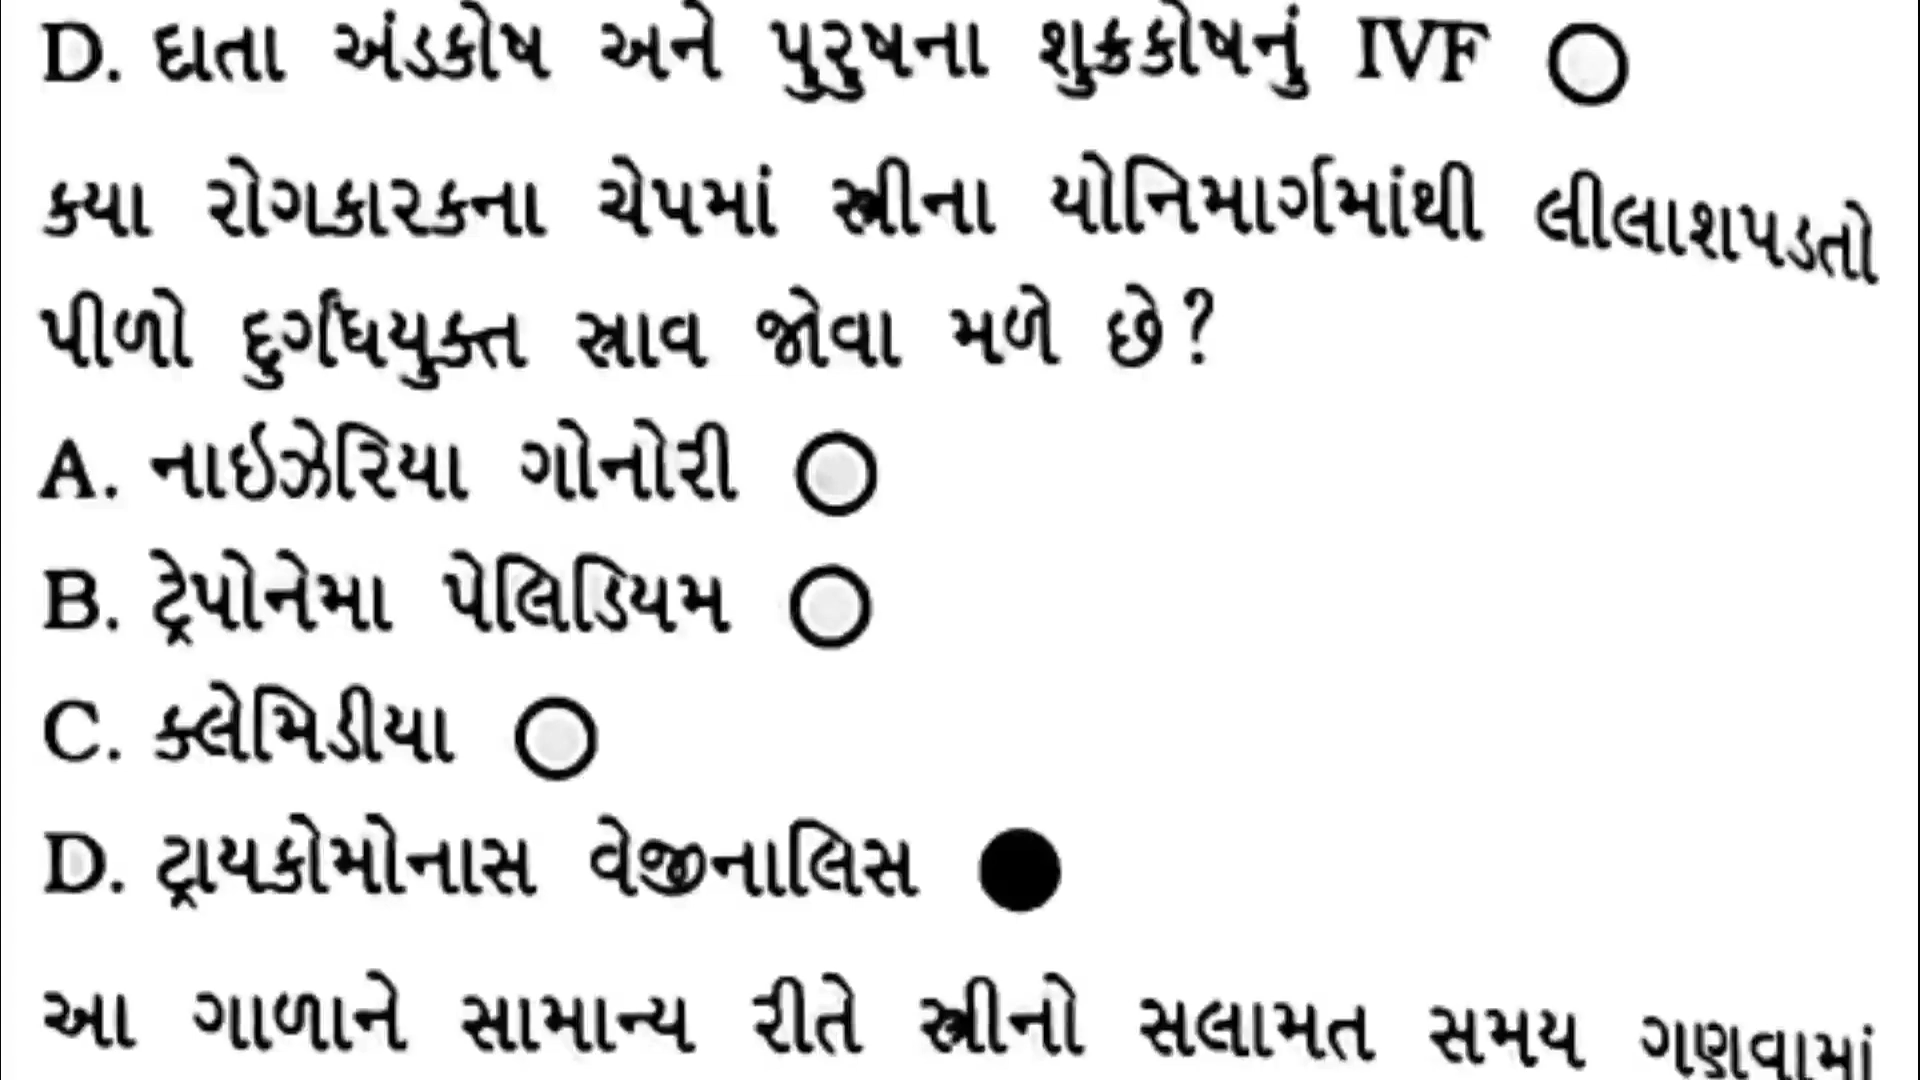 D. દાતા અંડકોષ અને પુરુષના શુક્રકોષનું IVF
ક્યા રોગકારકના ચેપમાં સ્ત્રીના યોનિમાર્ગમાંથી લીલાશપડતો
પીળો દુર્ગંધયુક્ત સ્રાવ જોવા મળે છે?
A. નાઇઝેરિયા ગોનોરી
B. ટ્રેપોનેમા પેલિડિયમ
C. ક્લેમિડીયા
D. ટ્રાયકોમોનાસ વેજીનાલિસ
આ ગાળાને સામાન્ય રીતે સ્ત્રીનો સલામત સમય ગણવામાં